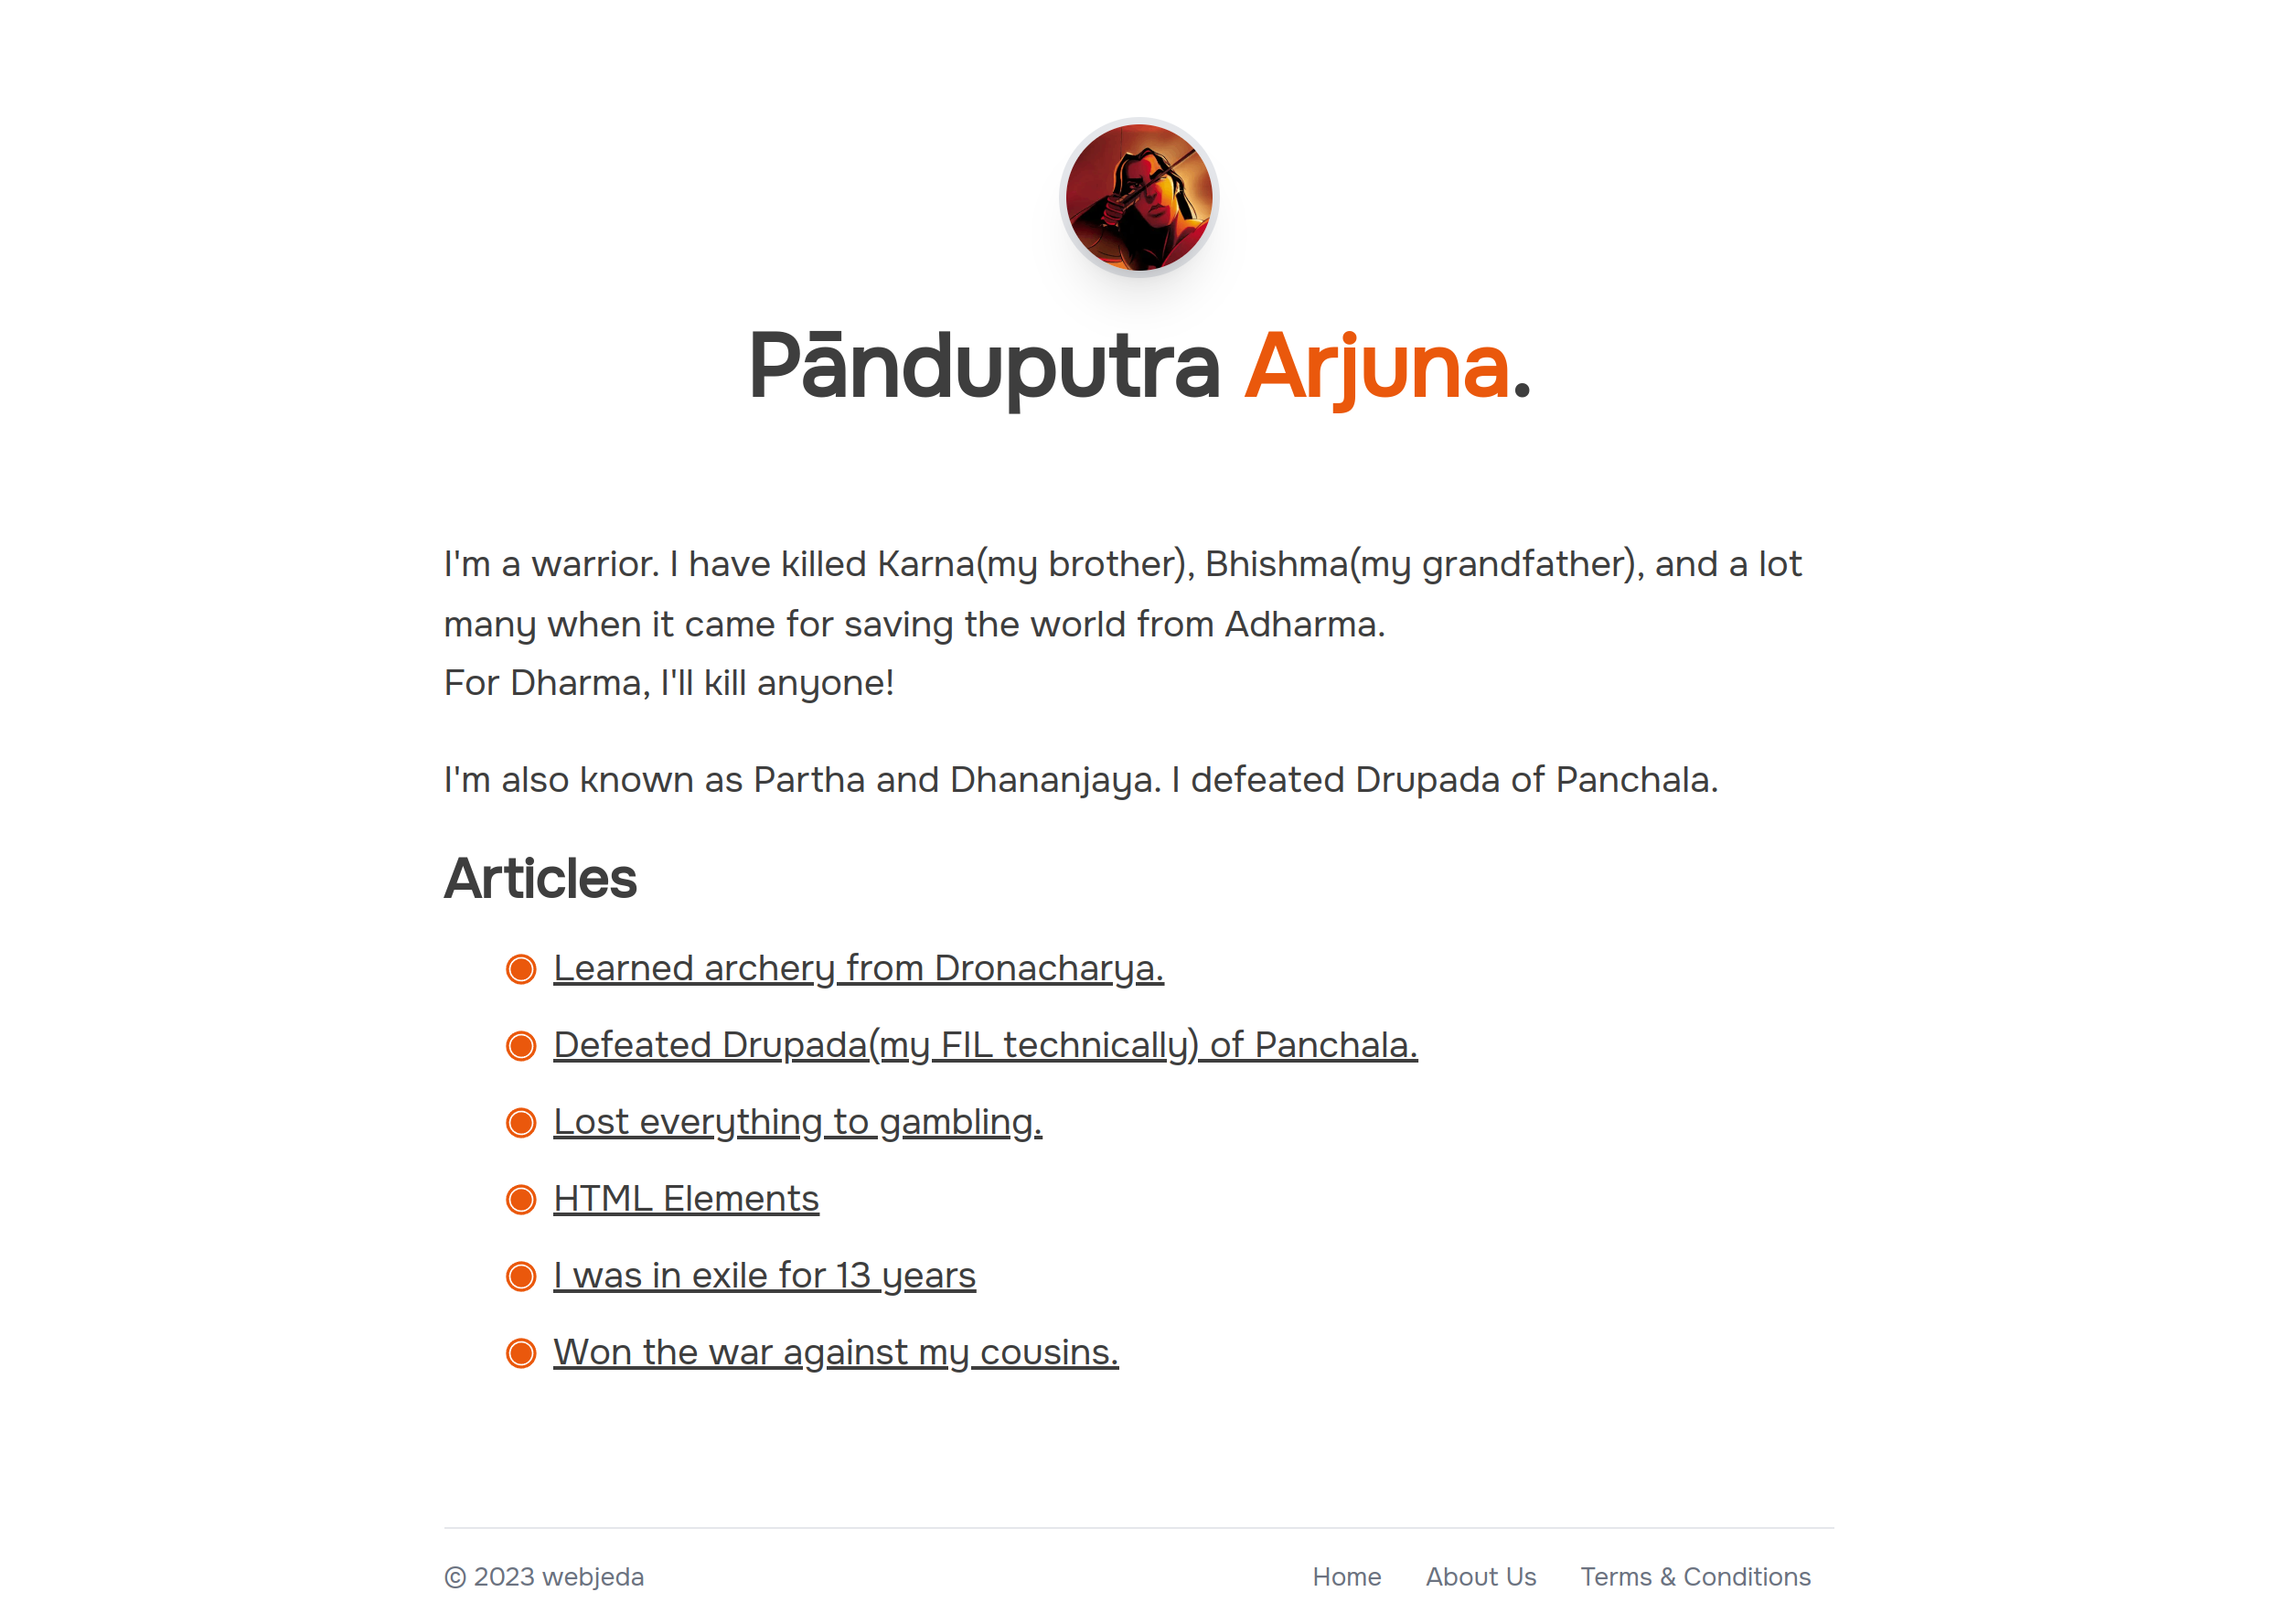 Pānduputra Arjuna.
I'm a warrior. I have killed Karna(my brother), Bhishma(my grandfather), and a lot
many when it came for saving the world from Adharma.
For Dharma, I'll kill anyone!
I'm also known as Partha and Dhananjaya. I defeated Drupada of Panchala.
Articles
Learned archery from Dronacharya.
Defeated Drupada(my FIL technically) of Panchala.
Lost everything to gambling.
HTML Elements
I was in exile for 13 years
Won the war against my cousins.
© 2023 webjeda
Home About Us Terms & Conditions